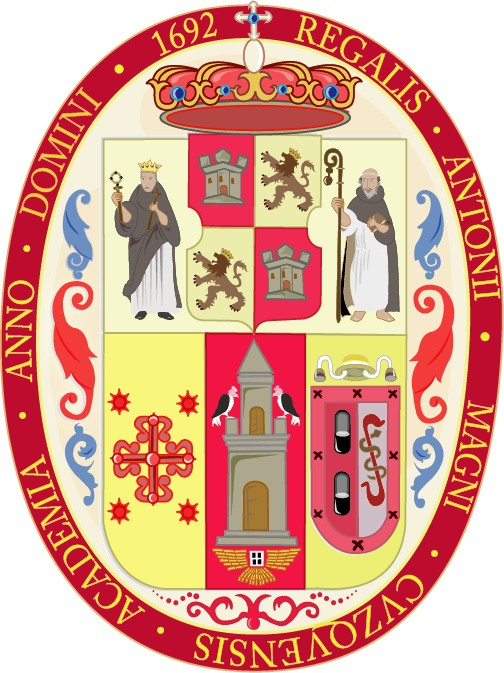 REGALIS · ANTONII · MAGNI · CVZQVENSIS · ACADEMIA · ANNO · DOMINI · 1692